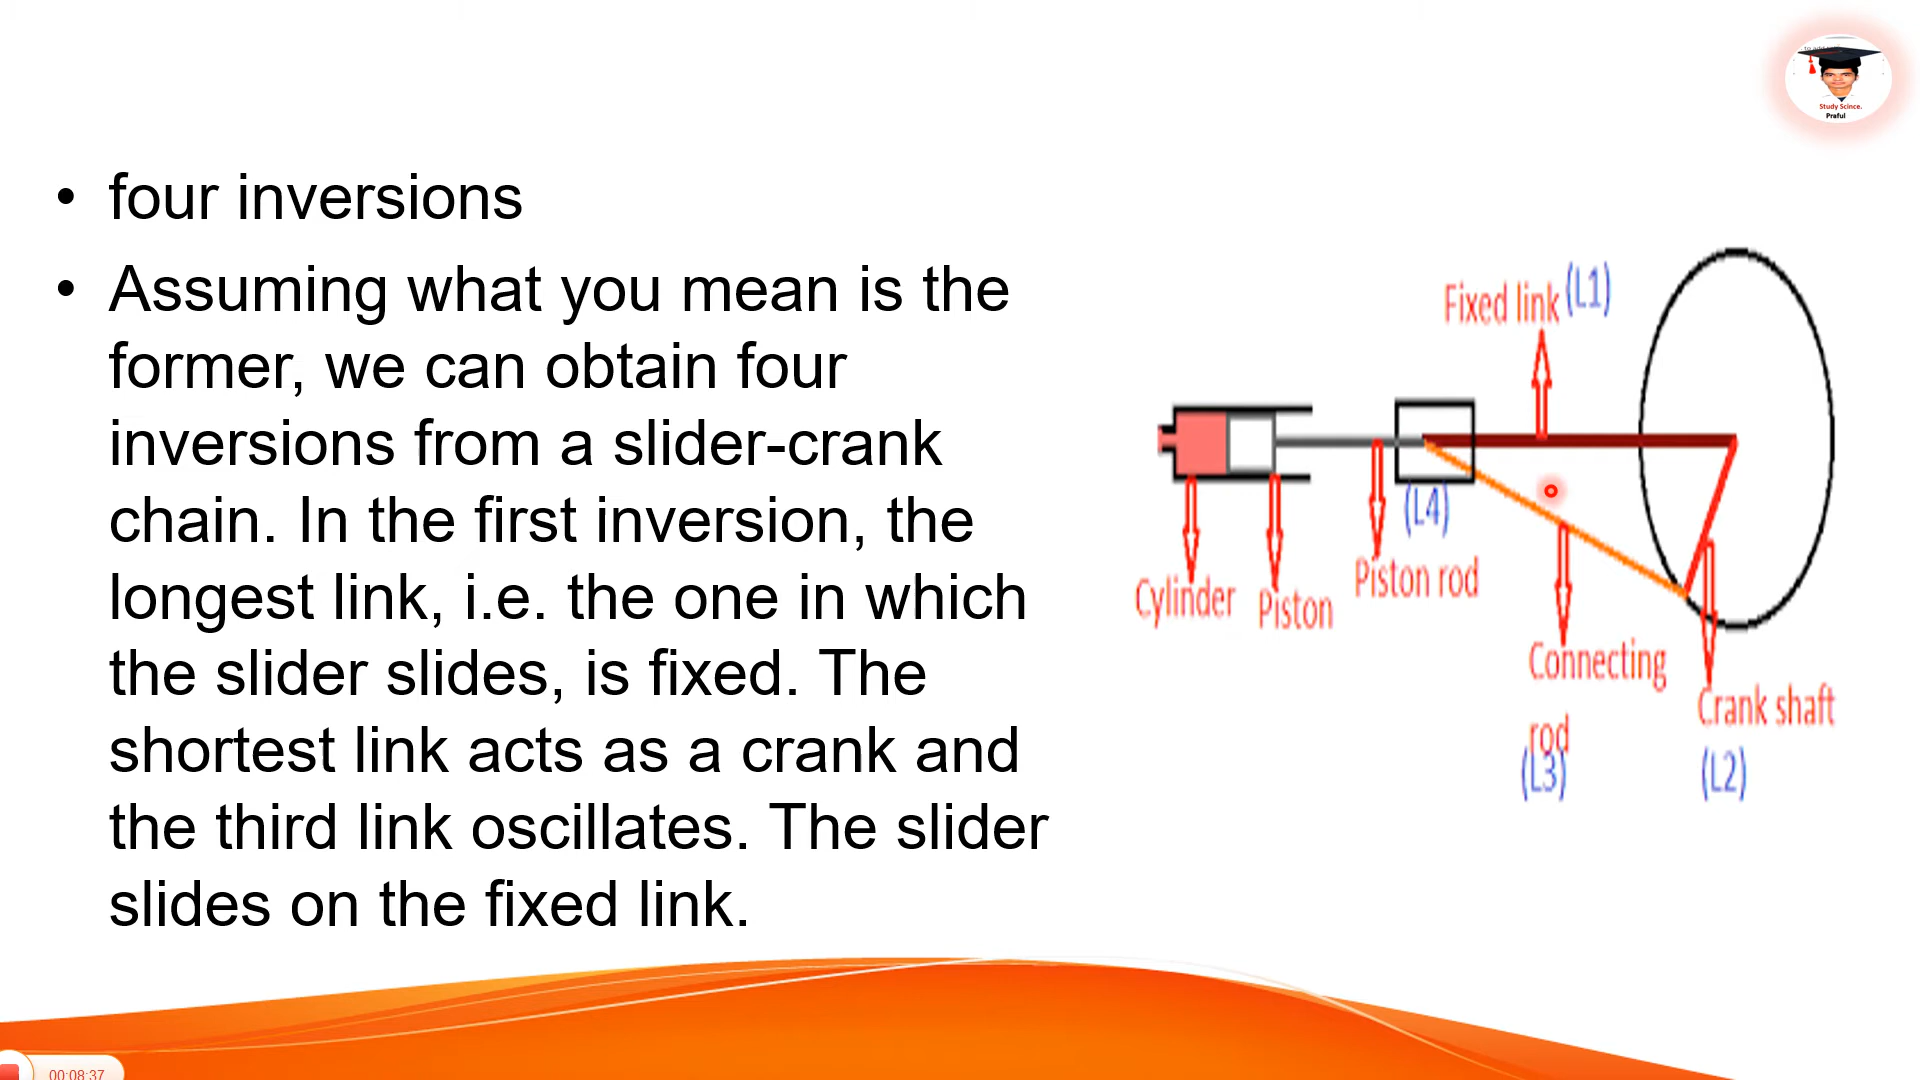 Study Scince.
Praful
• four inversions
• Assuming what you mean is the
former, we can obtain four
inversions from a slider-crank
chain. In the first inversion, the
longest link, i.e. the one in which
the slider slides, is fixed. The
shortest link acts as a crank and
the third link oscillates. The slider
slides on the fixed link.
Fixed link (L1)
(L4)
Cylinder
Piston
Piston rod
Connecting
rod
(L3)
Crank shaft
(L2)
00:08:37